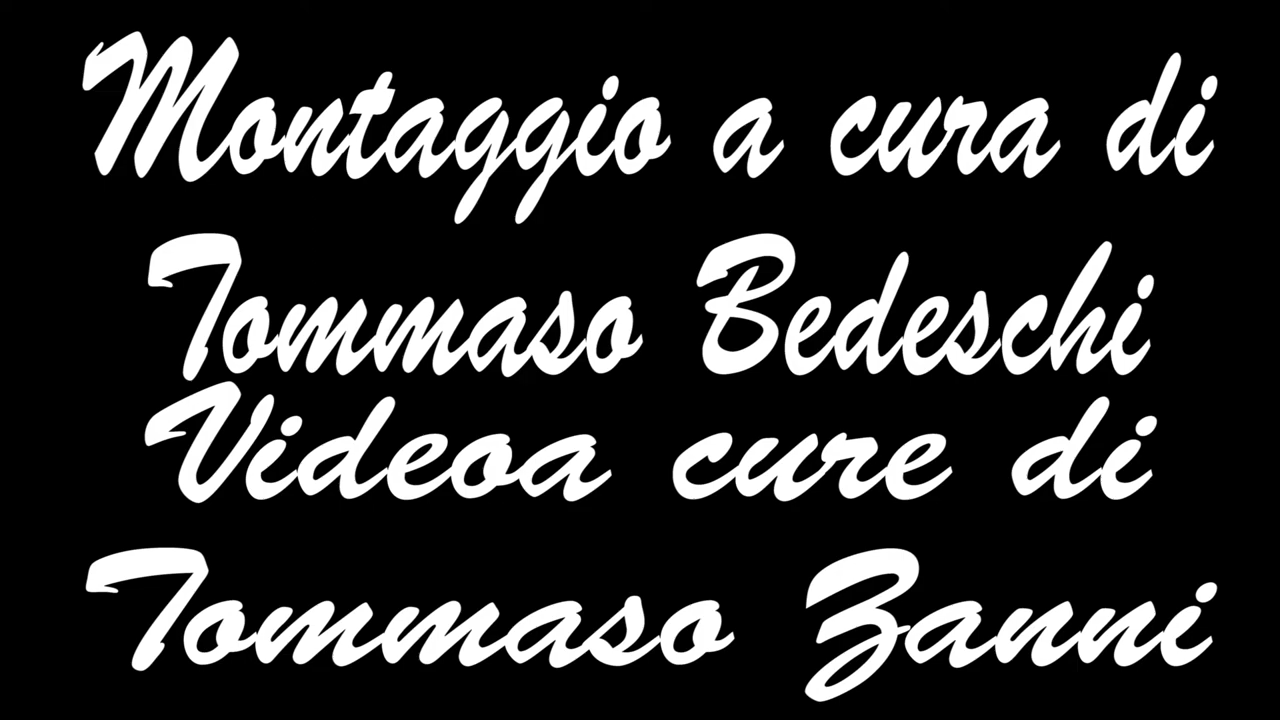 Montaggio a cura di
Tommaso Bedeschi
Videoa cure di
Tommaso Zanni